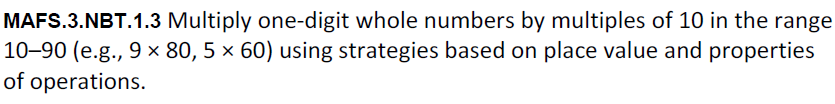 MAFS.3.NBT.1.3 Multiply one-digit whole numbers by multiples of 10 in the range
10–90 (e.g., 9 × 80, 5 × 60) using strategies based on place value and properties
of operations.